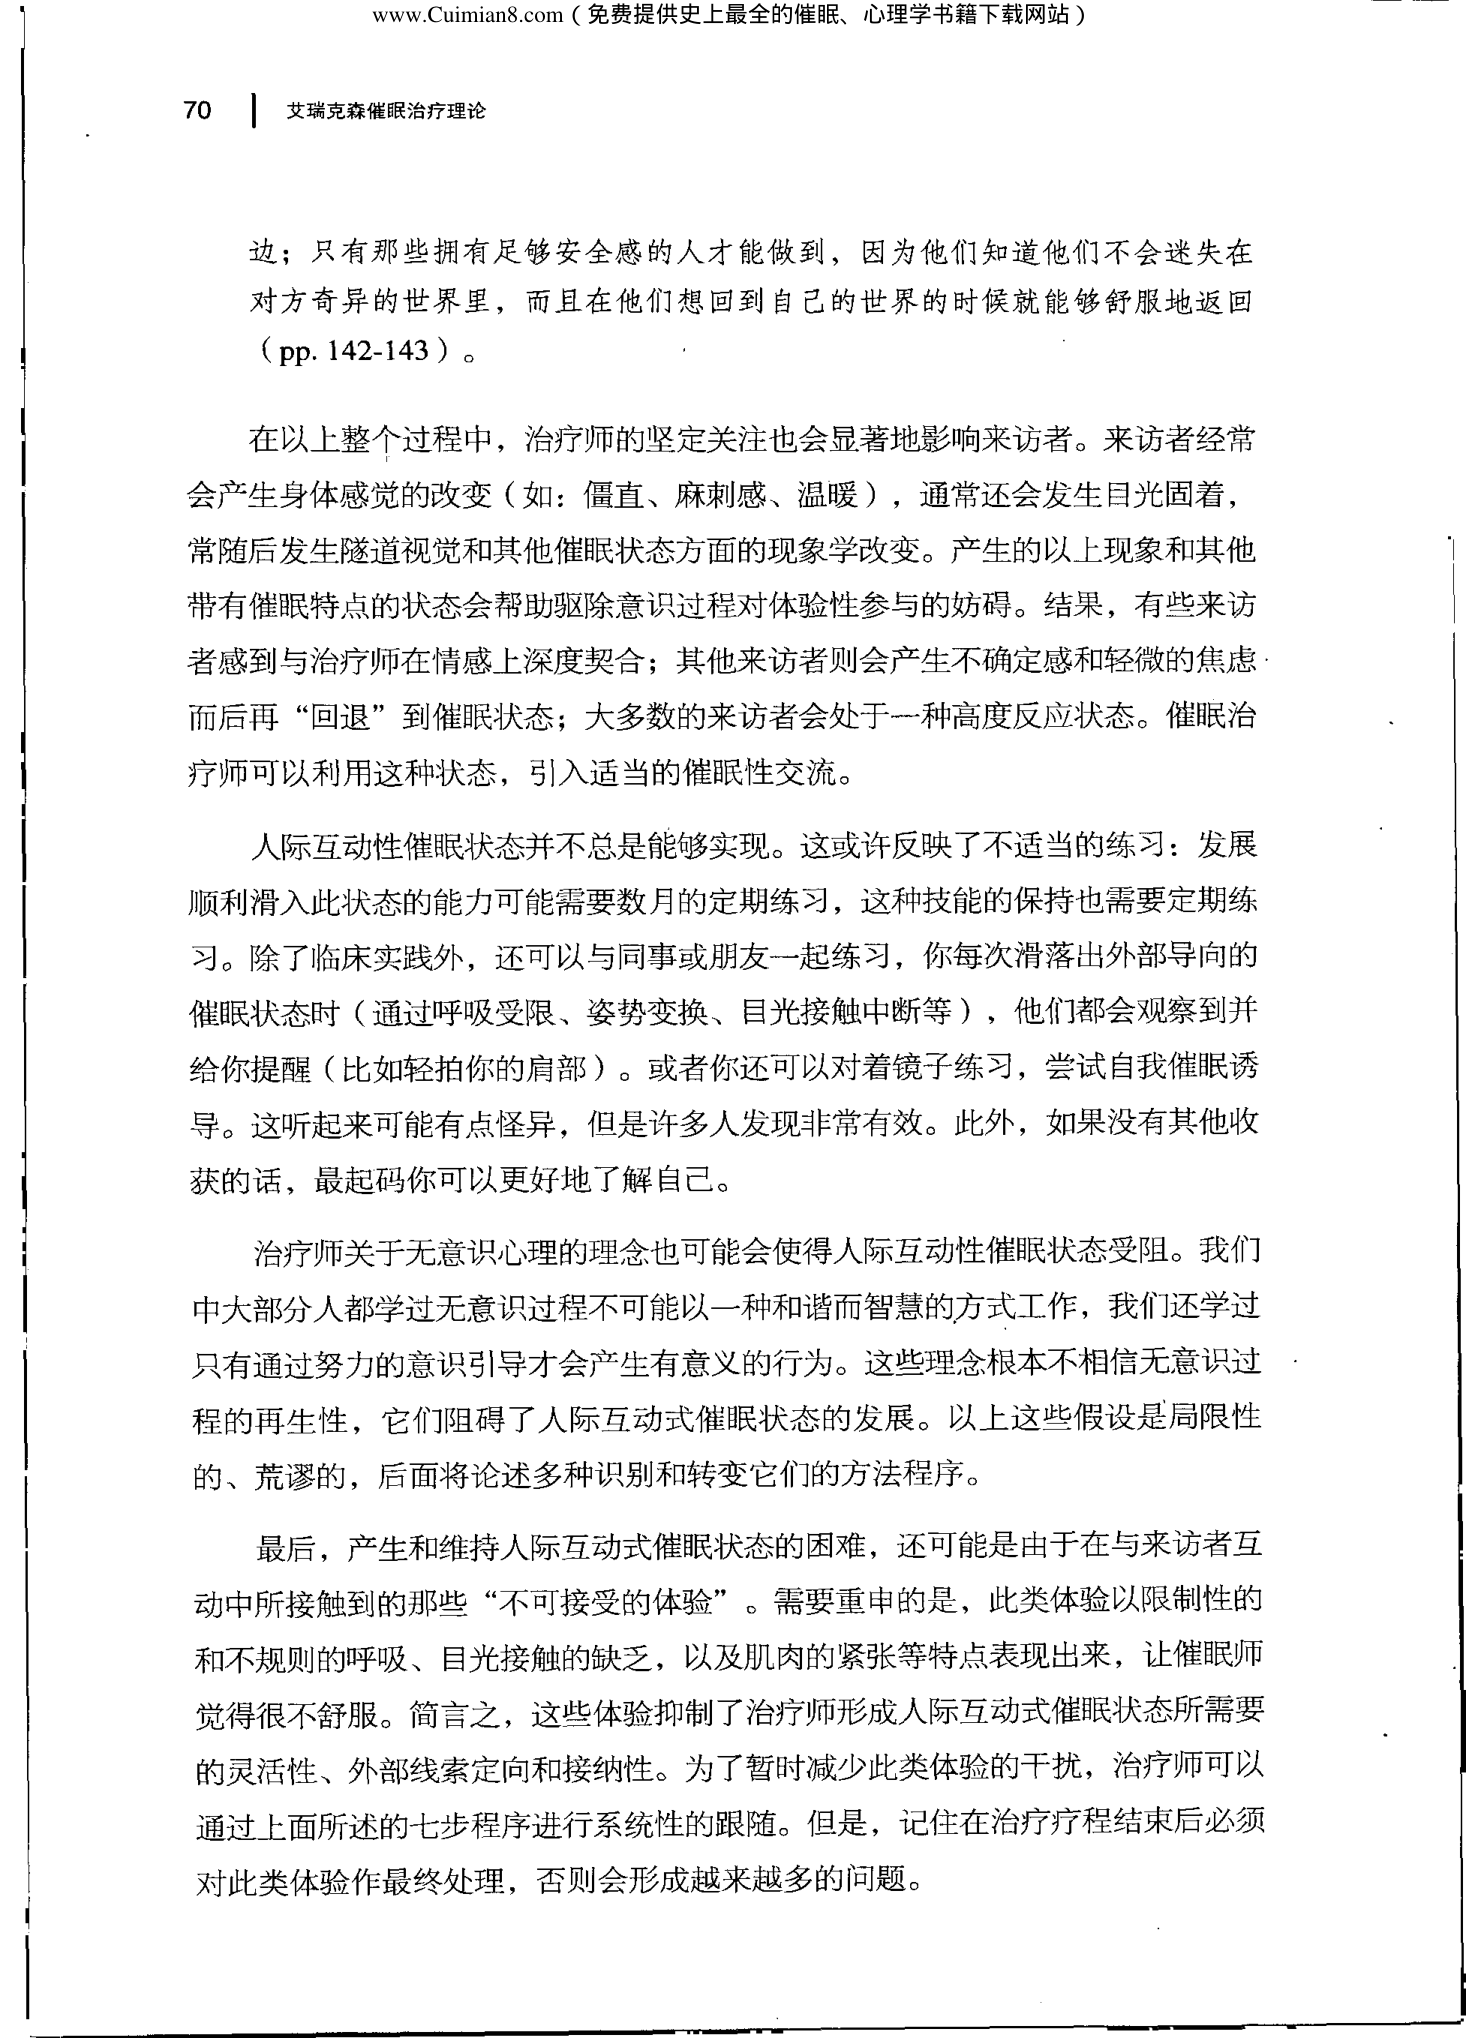 www.Cuimian8.com（免费提供史上最全的催眠、心理学书籍下载网站）
70 艾瑞克森催眠治疗理论
边；只有那些拥有足够安全感的人才能做到，因为他们知道他们不会迷失在
对方奇异的世界里，而且在他们想回到自己的世界的时候就能够舒服地返回
（pp. 142-143）。
在以上整个过程中，治疗师的坚定关注也会显著地影响来访者。来访者经常
会产生身体感觉的改变（如：僵直、麻刺感、温暖），通常还会发生目光固着，
常随后发生隧道视觉和其他催眠状态方面的现象学改变。产生的以上现象和其他
带有催眠特点的状态会帮助驱除意识过程对体验性参与的妨碍。结果，有些来访
者感到与治疗师在情感上深度契合；其他来访者则会产生不确定感和轻微的焦虑
而后再“回退”到催眠状态；大多数的来访者会处于一种高度反应状态。催眠治
疗师可以利用这种状态，引入适当的催眠性交流。
人际互动性催眠状态并不总是能够实现。这或许反映了不适当的练习：发展
顺利滑入此状态的能力可能需要数月的定期练习，这种技能的保持也需要定期练
习。除了临床实践外，还可以与同事或朋友一起练习，你每次滑落出外部导向的
催眠状态时（通过呼吸受限、姿势变换、目光接触中断等），他们都会观察到并
给你提醒（比如轻拍你的肩部）。或者你还可以对着镜子练习，尝试自我催眠诱
导。这听起来可能有点怪异，但是许多人发现非常有效。此外，如果没有其他收
获的话，最起码你可以更好地了解自己。
治疗师关于无意识心理的理念也可能会使得人际互动性催眠状态受阻。我们
中大部分人都学过无意识过程不可能以一种和谐而智慧的方式工作，我们还学过
只有通过努力的意识引导才会产生有意义的行为。这些理念根本不相信无意识过
程的再生性，它们阻碍了人际互动式催眠状态的发展。以上这些假设是局限性
的、荒谬的，后面将论述多种识别和转变它们的方法程序。
最后，产生和维持人际互动式催眠状态的困难，还可能是由于在与来访者互
动中所接触到的那些“不可接受的体验”。需要重申的是，此类体验以限制性的
和不规则的呼吸、目光接触的缺乏，以及肌肉的紧张等特点表现出来，让催眠师
觉得很不舒服。简言之，这些体验抑制了治疗师形成人际互动式催眠状态所需要
的灵活性、外部线索定向和接纳性。为了暂时减少此类体验的干扰，治疗师可以
通过上面所述的七步程序进行系统性的跟随。但是，记住在治疗疗程结束后必须
对此类体验作最终处理，否则会形成越来越多的问题。